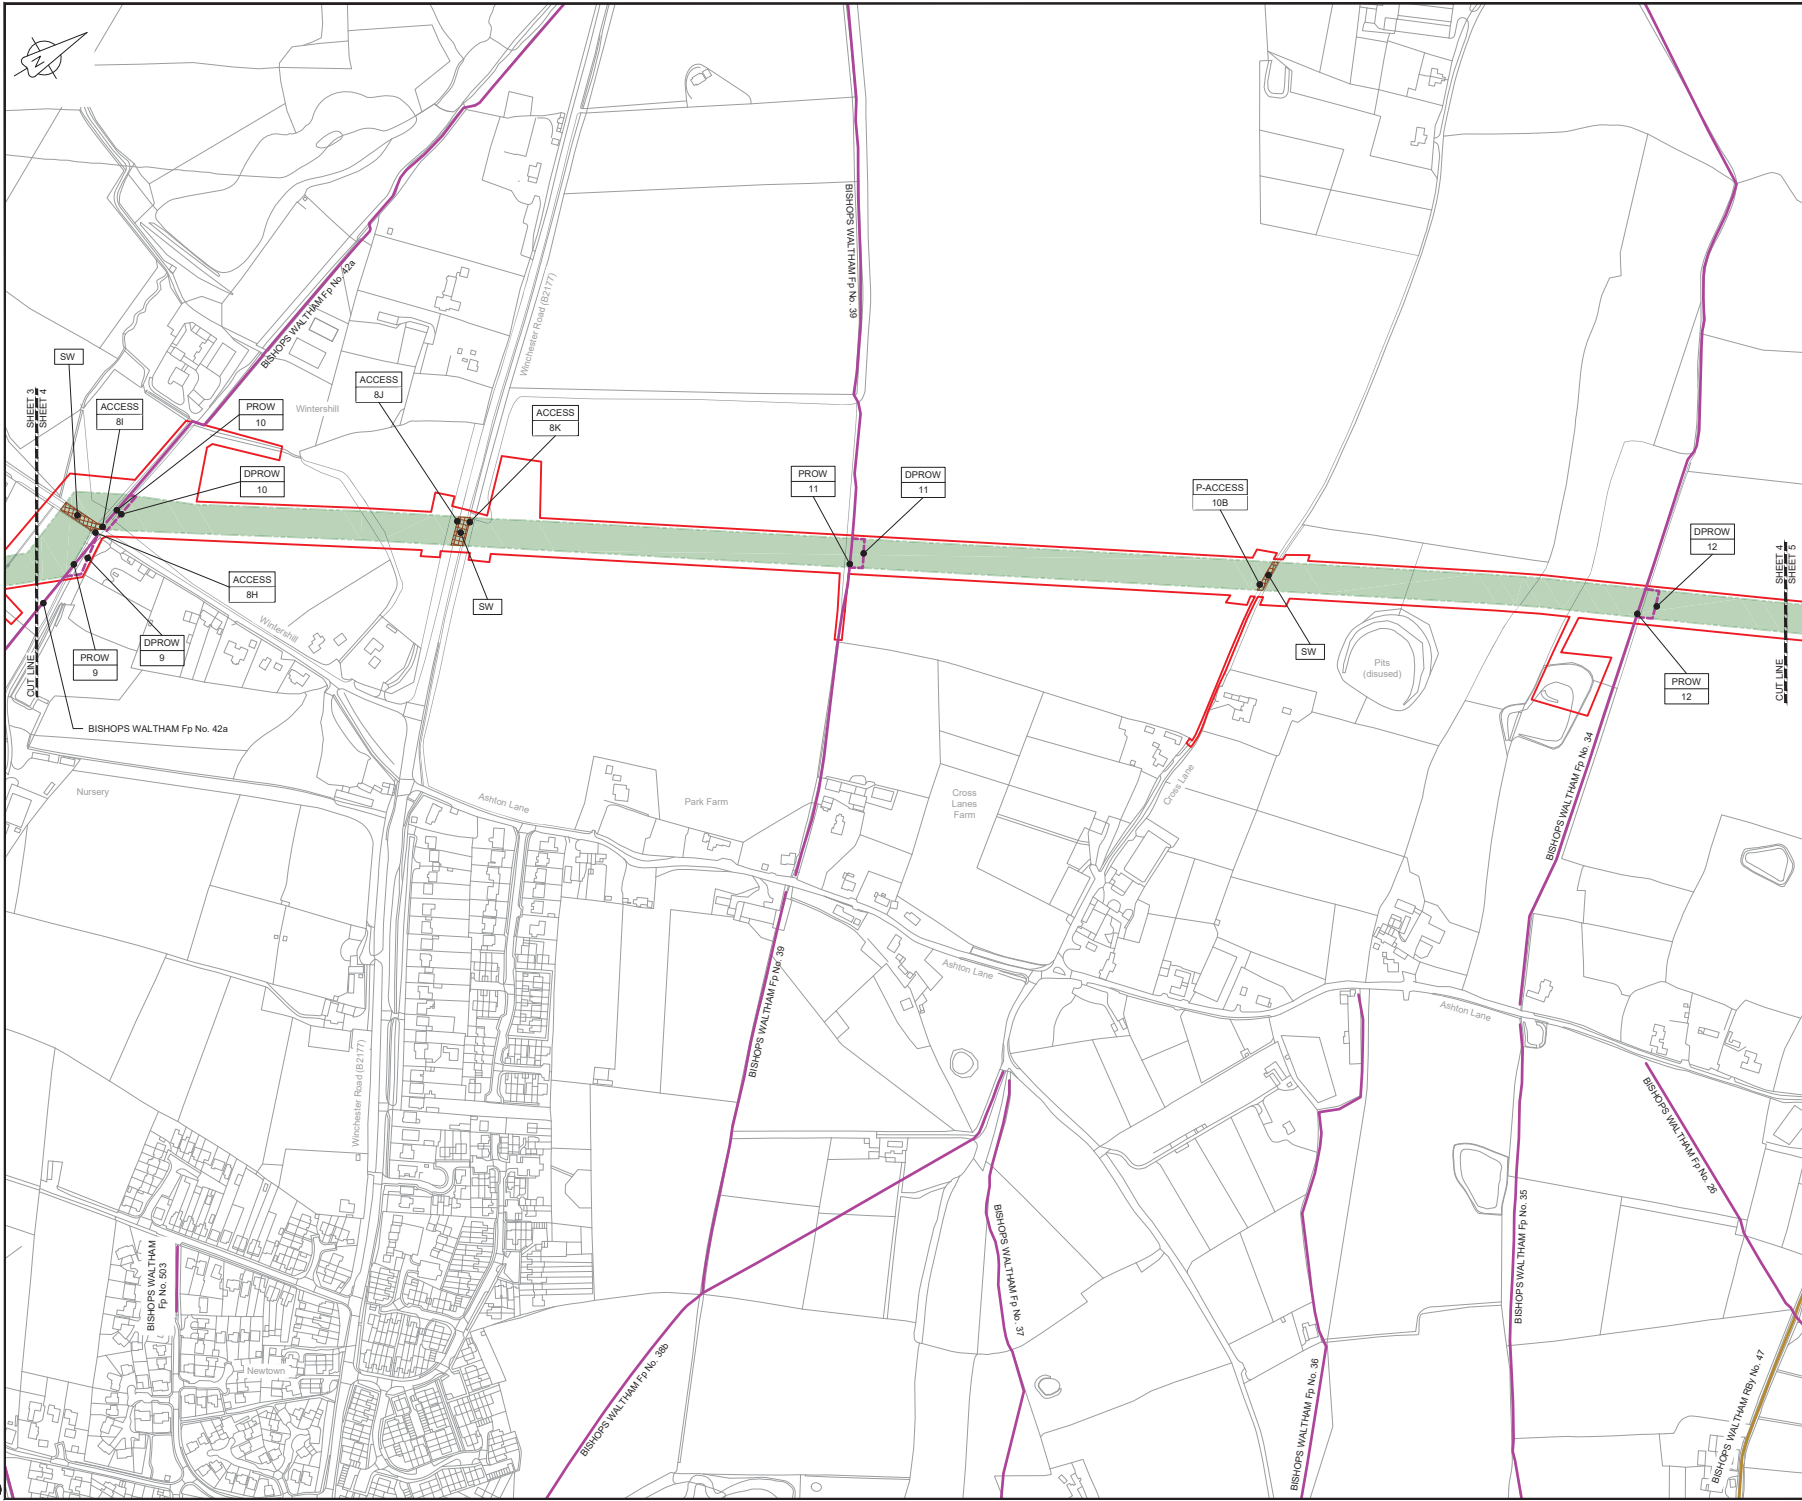 N
BISHOPS WALTHAM Fp No. 42a
Winchester Road (B2177)
BISHOPS WALTHAM Fp No. 39
SW
SHEET 3
SHEET 4
ACCESS
8I
PROW
10
Wintershill
ACCESS
8J
ACCESS
8K
DPROW
10
PROW
11
DPROW
11
P-ACCESS
10B
DPROW
12
SHEET 4
SHEET 5
ACCESS
8H
SW
Wintershill
DPROW
9
PROW
9
CUT LINE
SW
Pits
(disused)
PROW
12
CUT LINE
BISHOPS WALTHAM Fp No. 42a
Nursery
Ashton Lane
Park Farm
Cross
Lanes
Farm
Cross Lane
BISHOPS WALTHAM Fp No. 34
BISHOPS WALTHAM Fp No. 39
Ashton Lane
Ashton Lane
Winchester Road (B2177)
BISHOPS WALTHAM Fp No. 26
BISHOPS WALTHAM
Fp No. 503
BISHOPS WALTHAM Fp No. 37
BISHOPS WALTHAM Fp No. 35
Newtown
BISHOPS WALTHAM Fp No. 38b
BISHOPS WALTHAM Fp No. 36
BISHOPS WALTHAM RBy No. 47